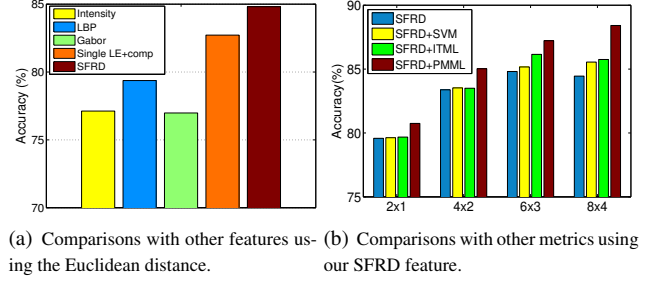 85
80
75
70
Accuracy (%)
Intensity
LBP
Gabor
Single LE+comp
SFRD
90
85
80
75
Accuracy(%)
SFRD
SFRD+SVM
SFRD+ITML
SFRD+PMML
2x1 4x2 6x3 8x4
(a) Comparisons with other features us-
ing the Euclidean distance.
(b) Comparisons with other metrics using
our SFRD feature.